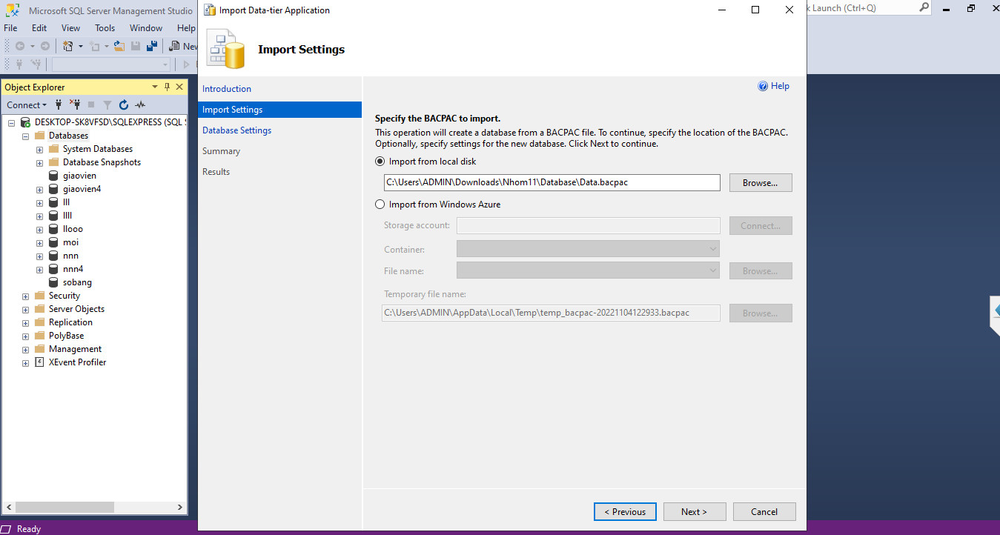 Microsoft SQL Server Management Studio
Import Data-tier Application
k Launch (Ctrl+Q)
File Edit View Tools Window Help
New
Import Settings
Object Explorer
Connect
DESKTOP-SK8VFSD\SQLEXPRESS (SQL S
Databases
System Databases
Database Snapshots
giaovien
giaovien4
lll
llll
llooo
moi
nnn
nnn4
sobang
Security
Server Objects
Replication
PolyBase
Management
XEvent Profiler
Introduction
Import Settings
Database Settings
Summary
Results
Help
Specify the BACPAC to import.
This operation will create a database from a BACPAC file. To continue, specify the location of the BACPAC.
Optionally, specify settings for the new database. Click Next to continue.
Import from local disk
C:\Users\ADMIN\Downloads\Nhom11\Database\Data.bacpac Browse...
Import from Windows Azure
Storage account: Connect...
Container:
File name: Browse...
Temporary file name:
C:\Users\ADMIN\AppData\Local\Temp\temp_bacpac-20221104122933.bacpac Browse...
< Previous Next > Cancel
Ready